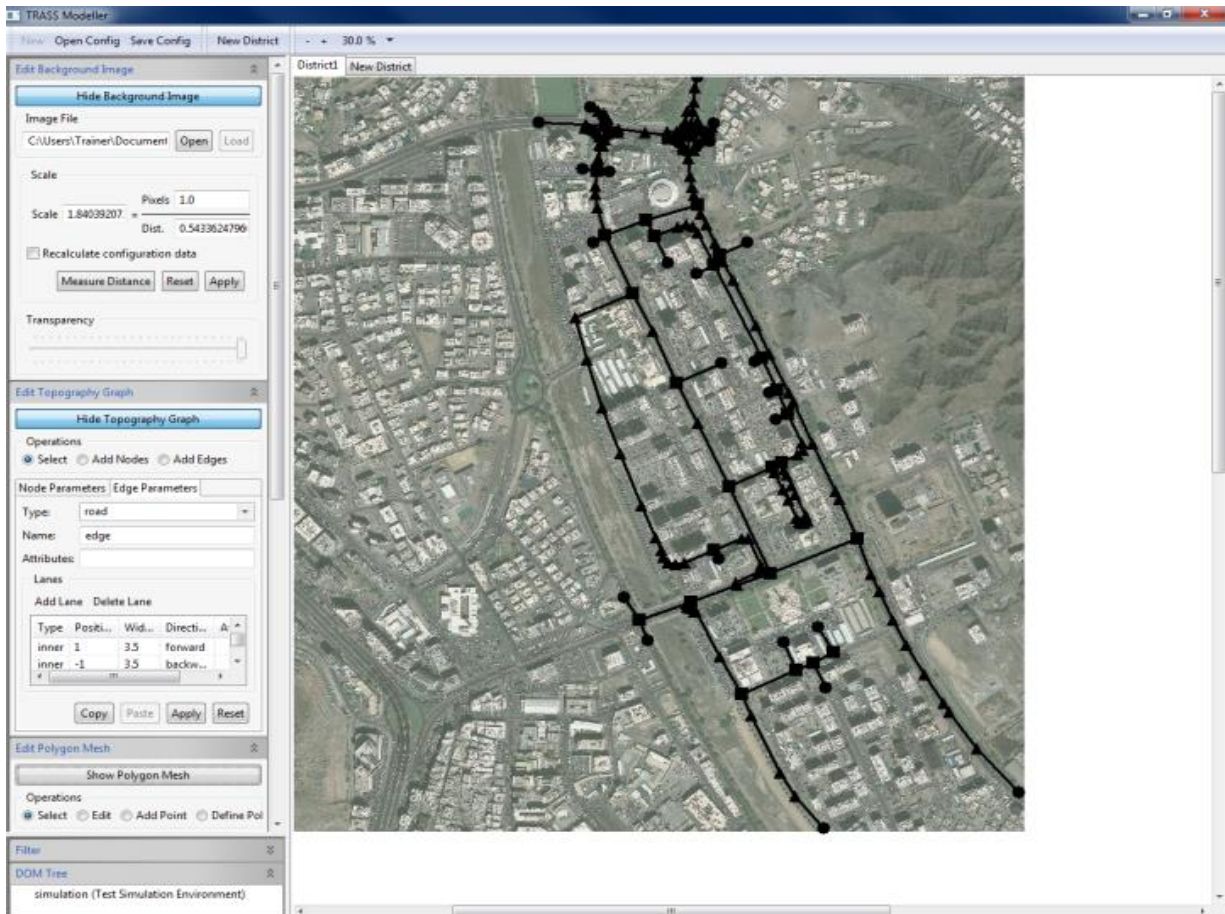 TRASS Modeller
New Open Config Save Config New District - + 30.0 %
Edit Background Image
Hide Background Image
Image File
C:\Users\Trainer\Document Open Load
Scale
Pixels 1.0
Scale 1.84039207. =
Dist. 0.5433624796
Recalculate configuration data
Measure Distance Reset Apply
Transparency
Edit Topography Graph
Hide Topography Graph
Operations
Select Add Nodes Add Edges
Node Parameters Edge Parameters
Type: road
Name: edge
Attributes:
Lanes
Add Lane Delete Lane
Type Positi... Wid... Directi... A
inner 1 3.5 forward
inner -1 3.5 backw...
Copy Paste Apply Reset
Edit Polygon Mesh
Show Polygon Mesh
Operations
Select Edit Add Point Define Pol
Filter
DOM Tree
simulation (Test Simulation Environment)
District1 New District